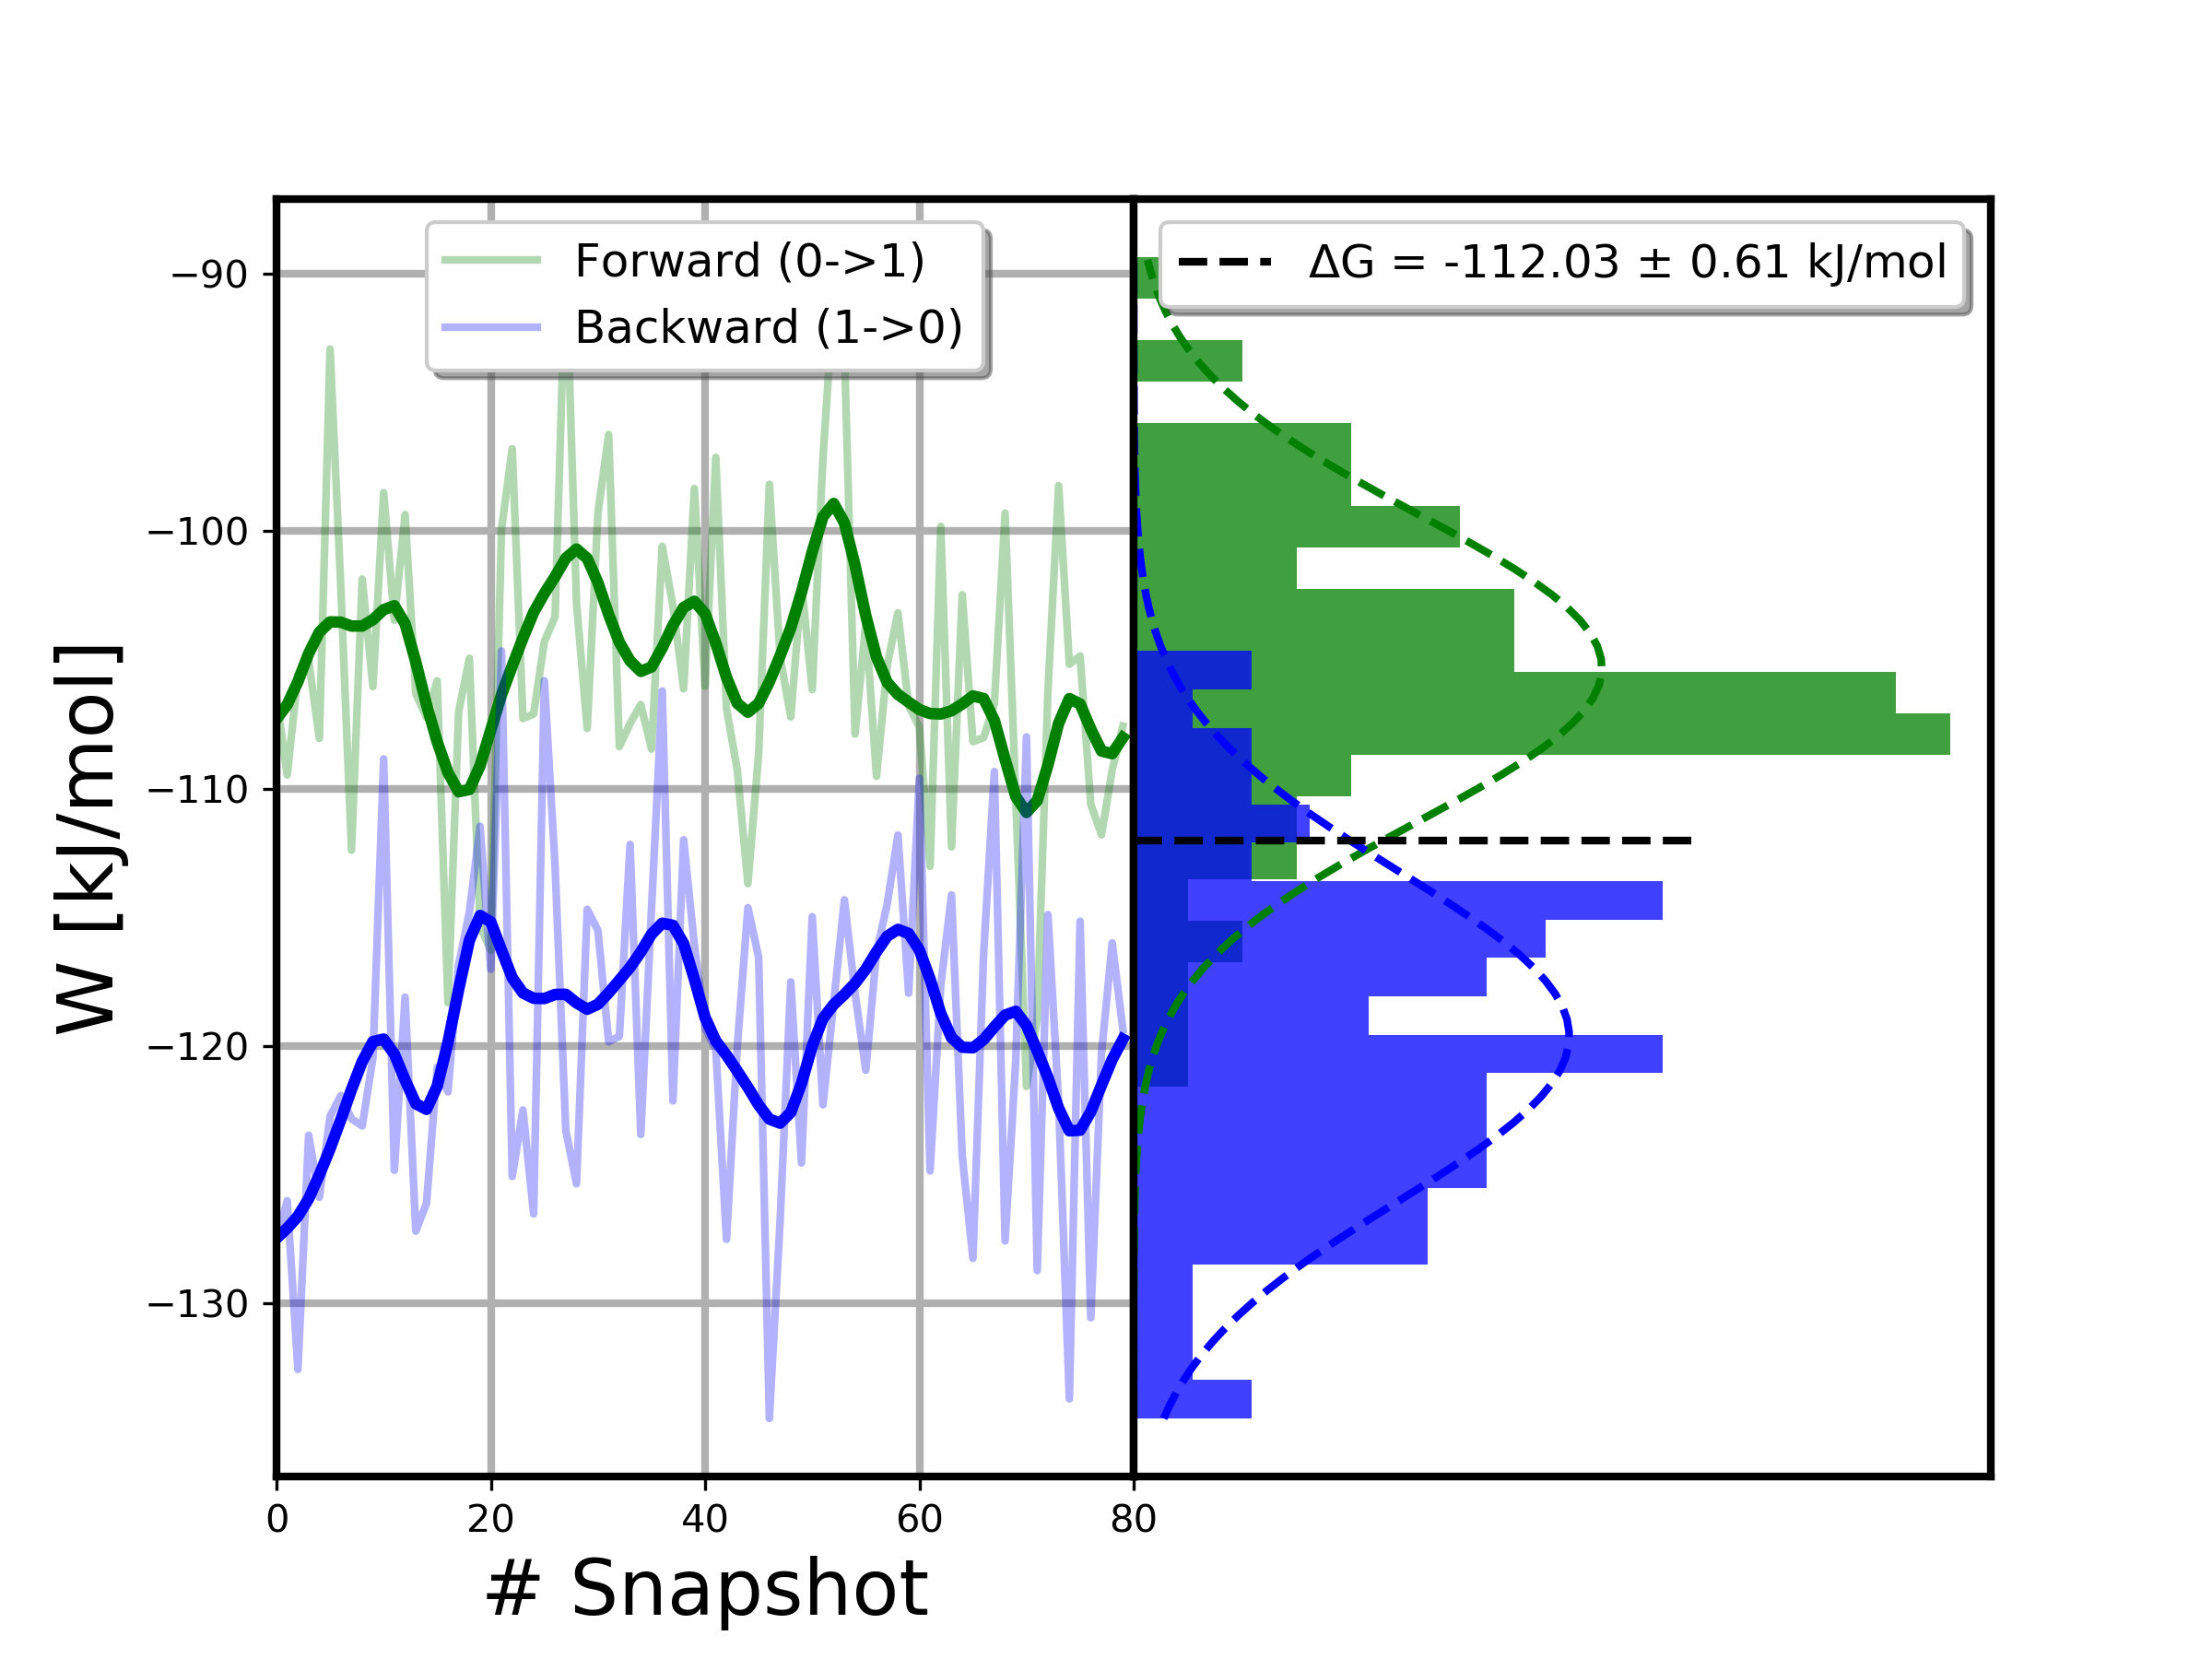 Forward (0->1)
Backward (1->0)
ΔG = -112.03 ± 0.61 kJ/mol
W [kJ/mol]
−90
−100
−110
−120
−130
0 20 40 60 80
# Snapshot